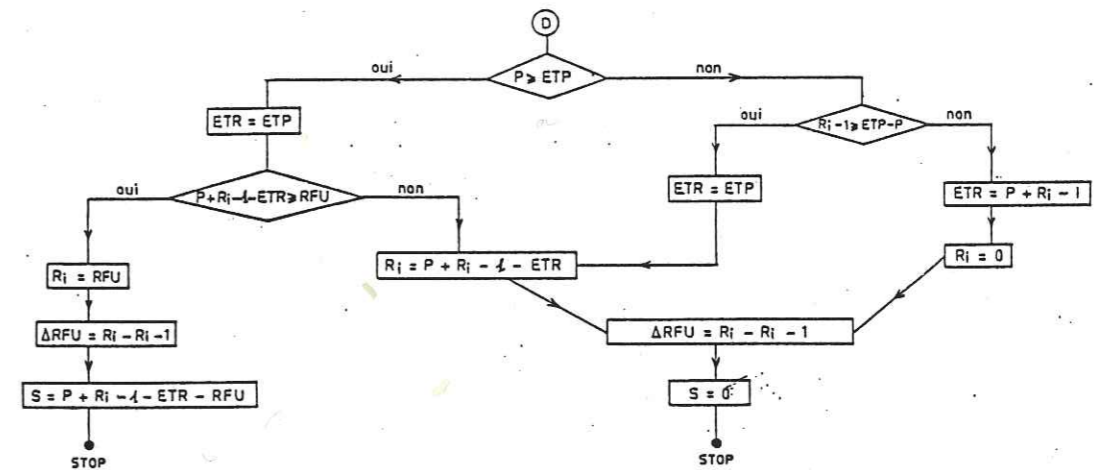 D
P ⩾ ETP
oui
non
ETR = ETP
Ri-1 ⩾ ETP-P
oui
non
P+Ri-1-ETR ⩾ RFU
oui
non
ETR = ETP
ETR = P + Ri - 1
Ri = RFU
Ri = P + Ri - 1 - ETR
Ri = 0
ΔRFU = Ri - Ri - 1
ΔRFU = Ri - Ri - 1
S = P + Ri - 1 - ETR - RFU
S = 0
STOP
STOP